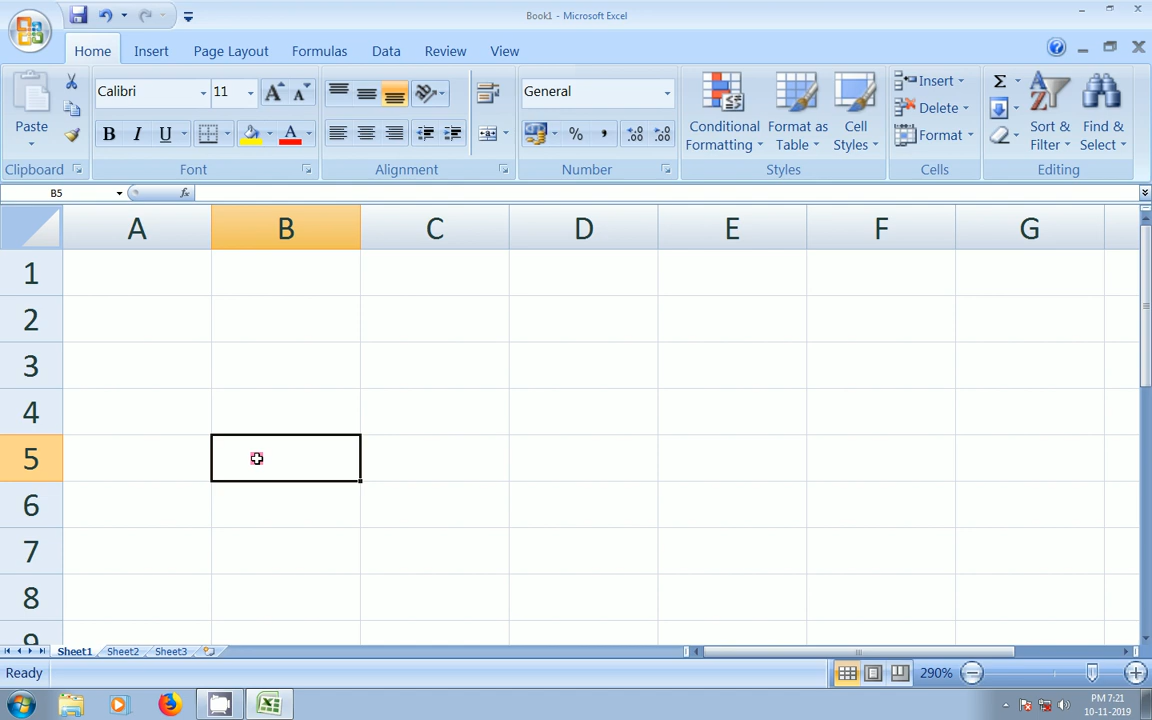 Book1 - Microsoft Excel
Home Insert Page Layout Formulas Data Review View
Paste
Calibri 11
B I U A
General
% ,
Conditional Formatting
Format as Table
Cell Styles
Insert
Delete
Format
Σ
Sort & Filter
Find & Select
Clipboard Font Alignment Number Styles Cells Editing
B5 fx
A B C D E F G
1
2
3
4
5
6
7
8
9
Sheet1 Sheet2 Sheet3
Ready 290%
PM 7:21
10-11-2019